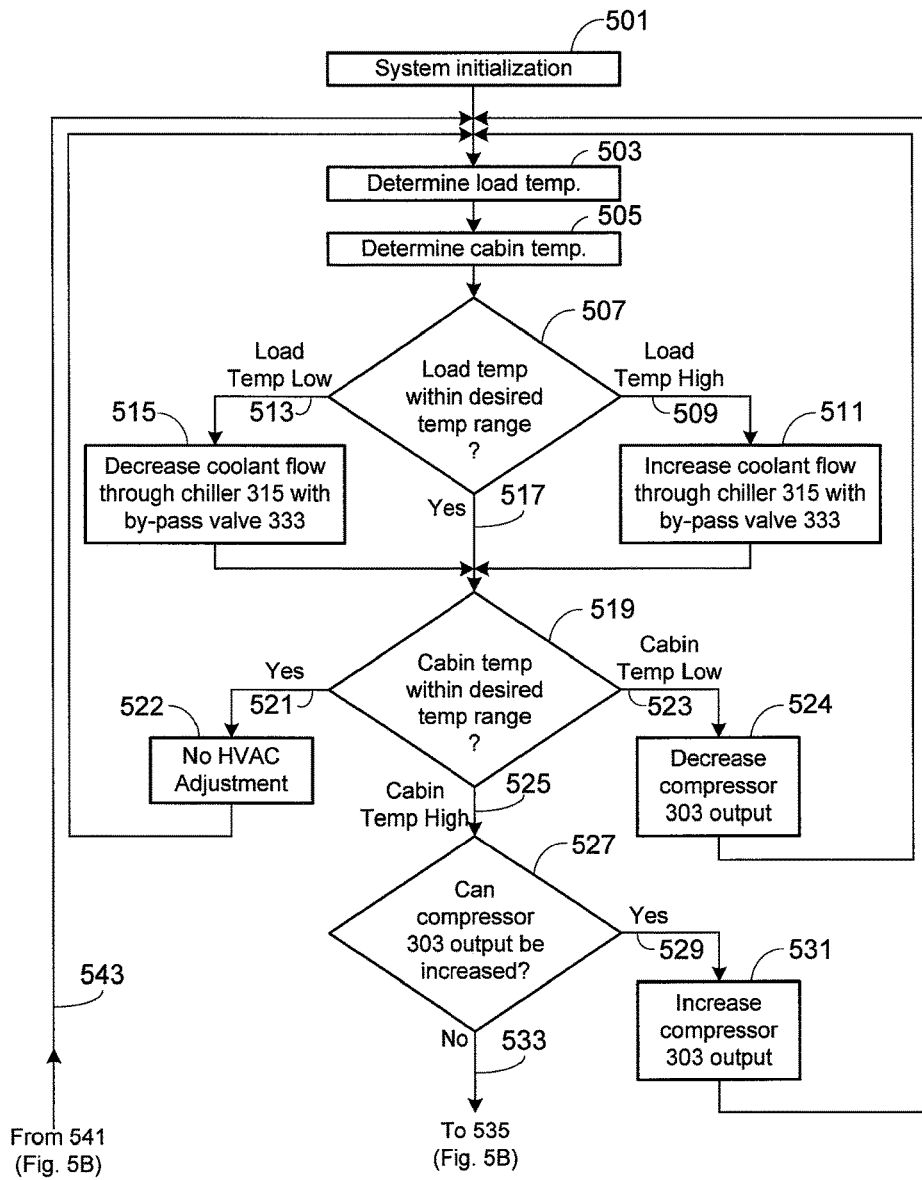 501
System initialization
503
Determine load temp.
505
Determine cabin temp.
507
Load
Temp Low
513
Load temp
within desired
temp range
?
Load
Temp High
509
515
Decrease coolant flow
through chiller 315 with
by-pass valve 333
511
Increase coolant flow
through chiller 315 with
by-pass valve 333
Yes
517
519
Yes
521
Cabin temp
within desired
temp range
?
Cabin
Temp Low
523
522
No HVAC
Adjustment
524
Decrease
compressor
303 output
Cabin
Temp High
525
527
Can
compressor
303 output be
increased?
Yes
529
531
Increase
compressor
303 output
543
No
533
From 541
(Fig. 5B)
To 535
(Fig. 5B)